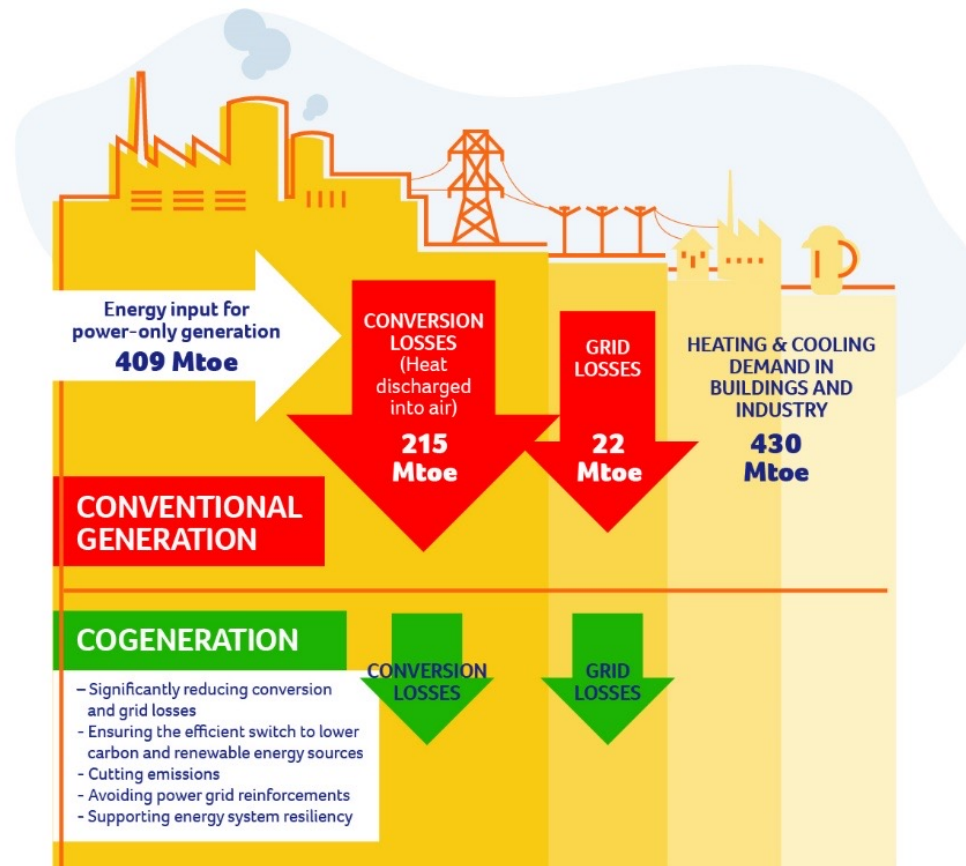 Energy input for
power-only generation
409 Mtoe
CONVERSION
LOSSES
(Heat
discharged
into air)
215
Mtoe
GRID
LOSSES
22
Mtoe
HEATING & COOLING
DEMAND IN
BUILDINGS AND
INDUSTRY
430
Mtoe
CONVENTIONAL
GENERATION
COGENERATION
– Significantly reducing conversion
and grid losses
- Ensuring the efficient switch to lower
carbon and renewable energy sources
- Cutting emissions
- Avoiding power grid reinforcements
- Supporting energy system resiliency
CONVERSION
LOSSES
GRID
LOSSES